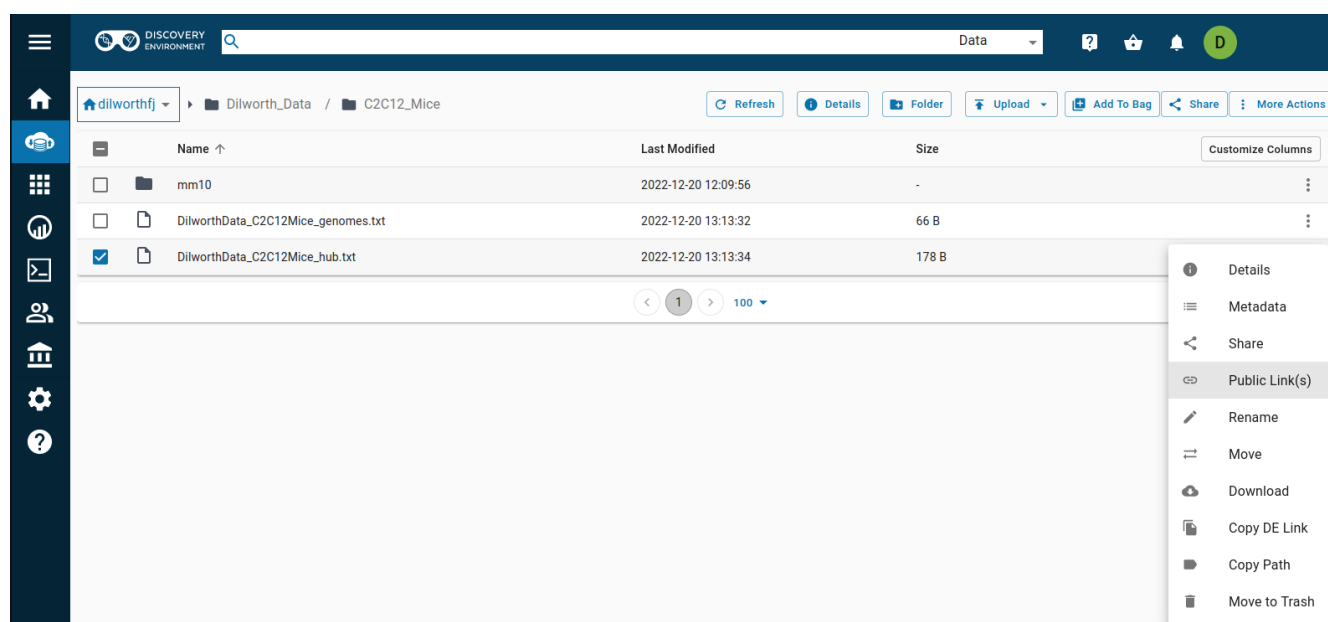 DISCOVERY
ENVIRONMENT
Data
D
dilworthfj
Dilworth_Data / C2C12_Mice
Refresh
Details
Folder
Upload
Add To Bag
Share
More Actions
Name Last Modified Size Customize Columns
mm10 2022-12-20 12:09:56 -
DilworthData_C2C12Mice_genomes.txt 2022-12-20 13:13:32 66 B
DilworthData_C2C12Mice_hub.txt 2022-12-20 13:13:34 178 B
1 100
Details
Metadata
Share
Public Link(s)
Rename
Move
Download
Copy DE Link
Copy Path
Move to Trash